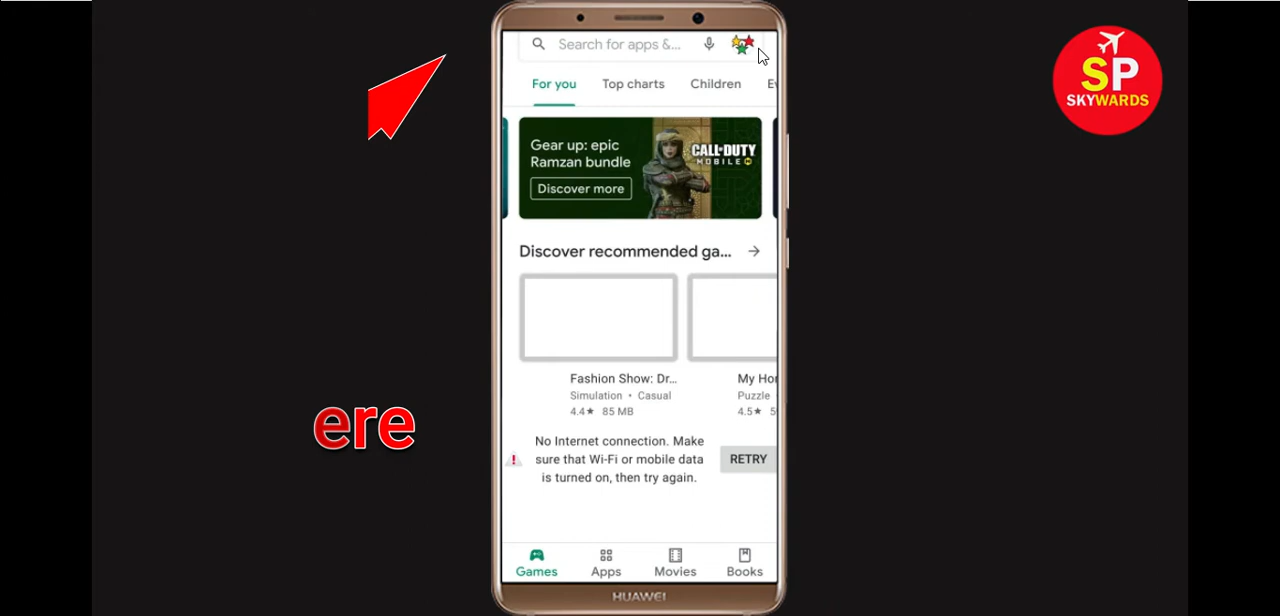 Search for apps &...
For you Top charts Children Ev
Gear up: epic
Ramzan bundle
Discover more
CALL OF DUTY
MOBILE
Discover recommended ga... →
Fashion Show: Dr...
Simulation • Casual
4.4★ 85 MB
My Hor
Puzzle
4.5★ 5
No Internet connection. Make
sure that Wi-Fi or mobile data
is turned on, then try again.
RETRY
Games Apps Movies Books
HUAWEI
ere
SP
SKYWARDS